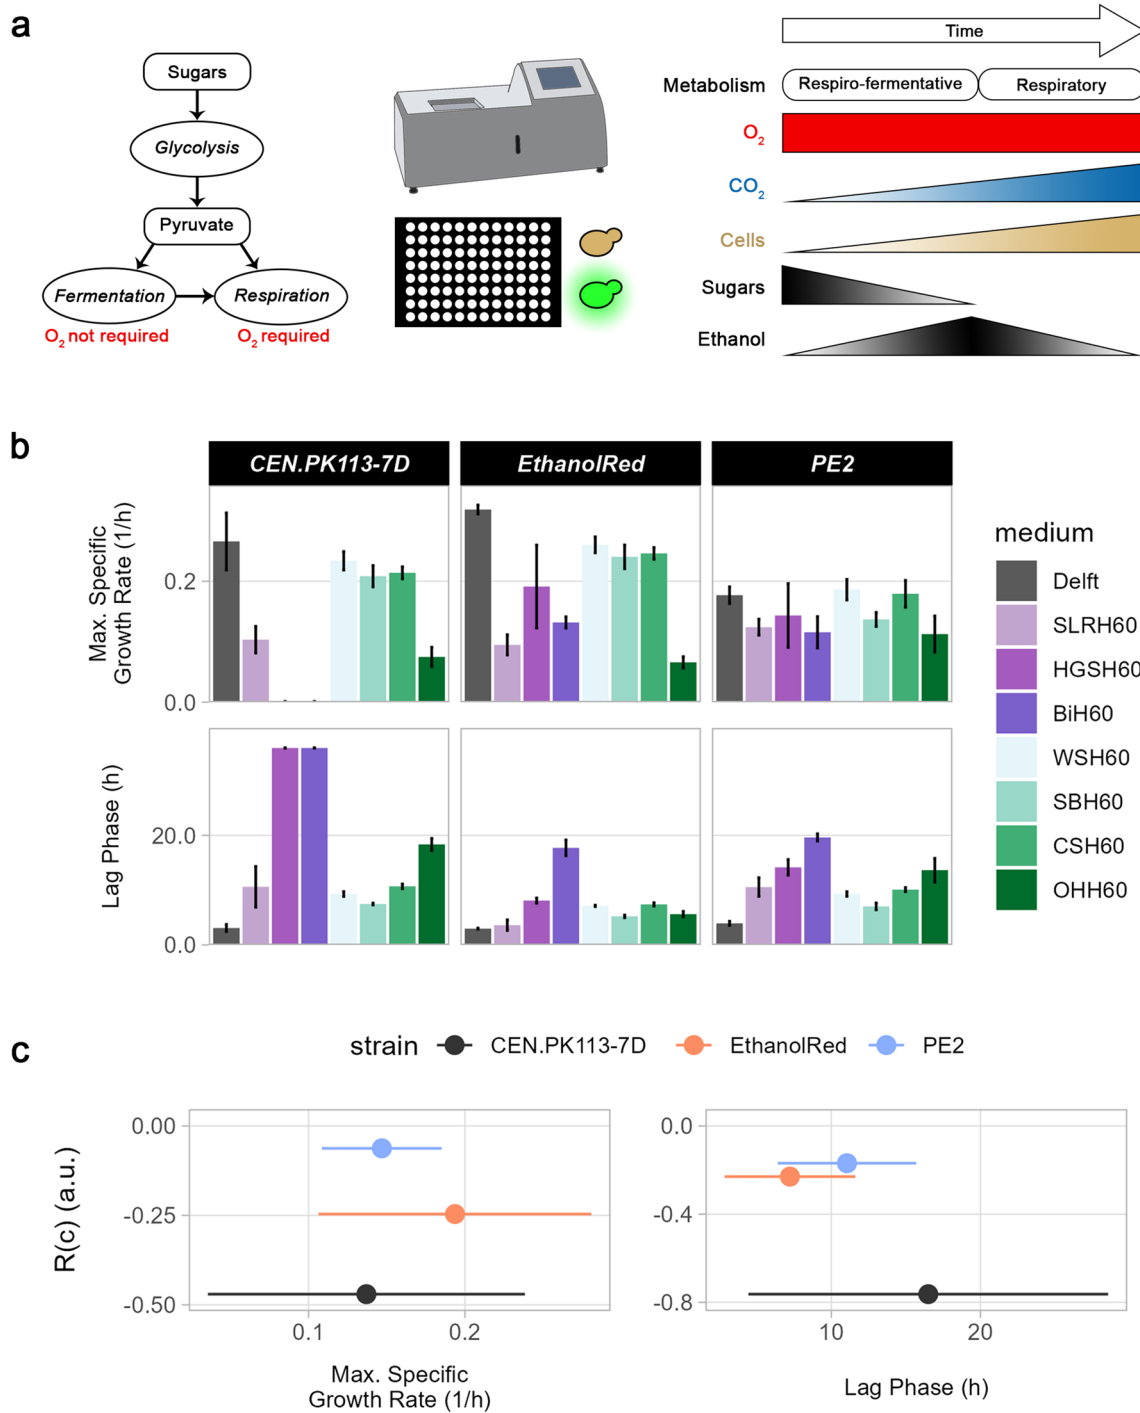 a
Sugars
Glycolysis
Pyruvate
Fermentation
Respiration
O2 not required
O2 required
Time
Metabolism
Respiro-fermentative
Respiratory
O2
CO2
Cells
Sugars
Ethanol
b
CEN.PK113-7D
EthanolRed
PE2
Max. Specific
Growth Rate (1/h)
0.2
0.0
Lag Phase (h)
20.0
0.0
medium
Delft
SLRH60
HGSH60
BiH60
WSH60
SBH60
CSH60
OHH60
c
strain
CEN.PK113-7D
EthanolRed
PE2
R(c) (a.u.)
0.00
-0.25
-0.50
0.1
0.2
Max. Specific
Growth Rate (1/h)
0.0
-0.4
-0.8
10
20
Lag Phase (h)